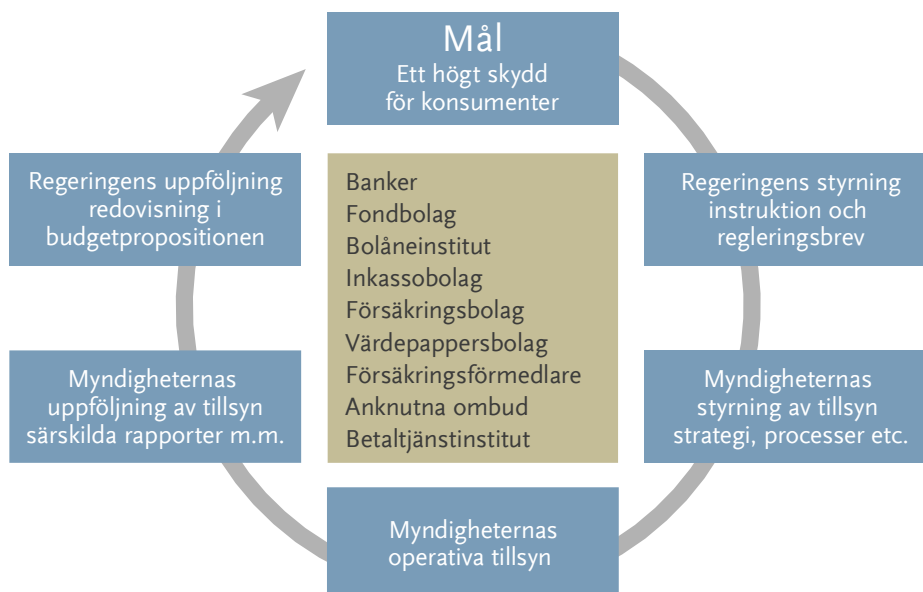 Mål
Ett högt skydd
för konsumenter
Regeringens uppföljning
redovisning i
budgetpropositionen
Banker
Fondbolag
Bolåneinstitut
Inkassobolag
Försäkringsbolag
Värdepappersbolag
Försäkringsförmedlare
Anknutna ombud
Betaltjänstinstitut
Regeringens styrning
instruktion och
regleringsbrev
Myndigheternas
uppföljning av tillsyn
särskilda rapporter m.m.
Myndigheternas
styrning av tillsyn
strategi, processer etc.
Myndigheternas
operativa tillsyn